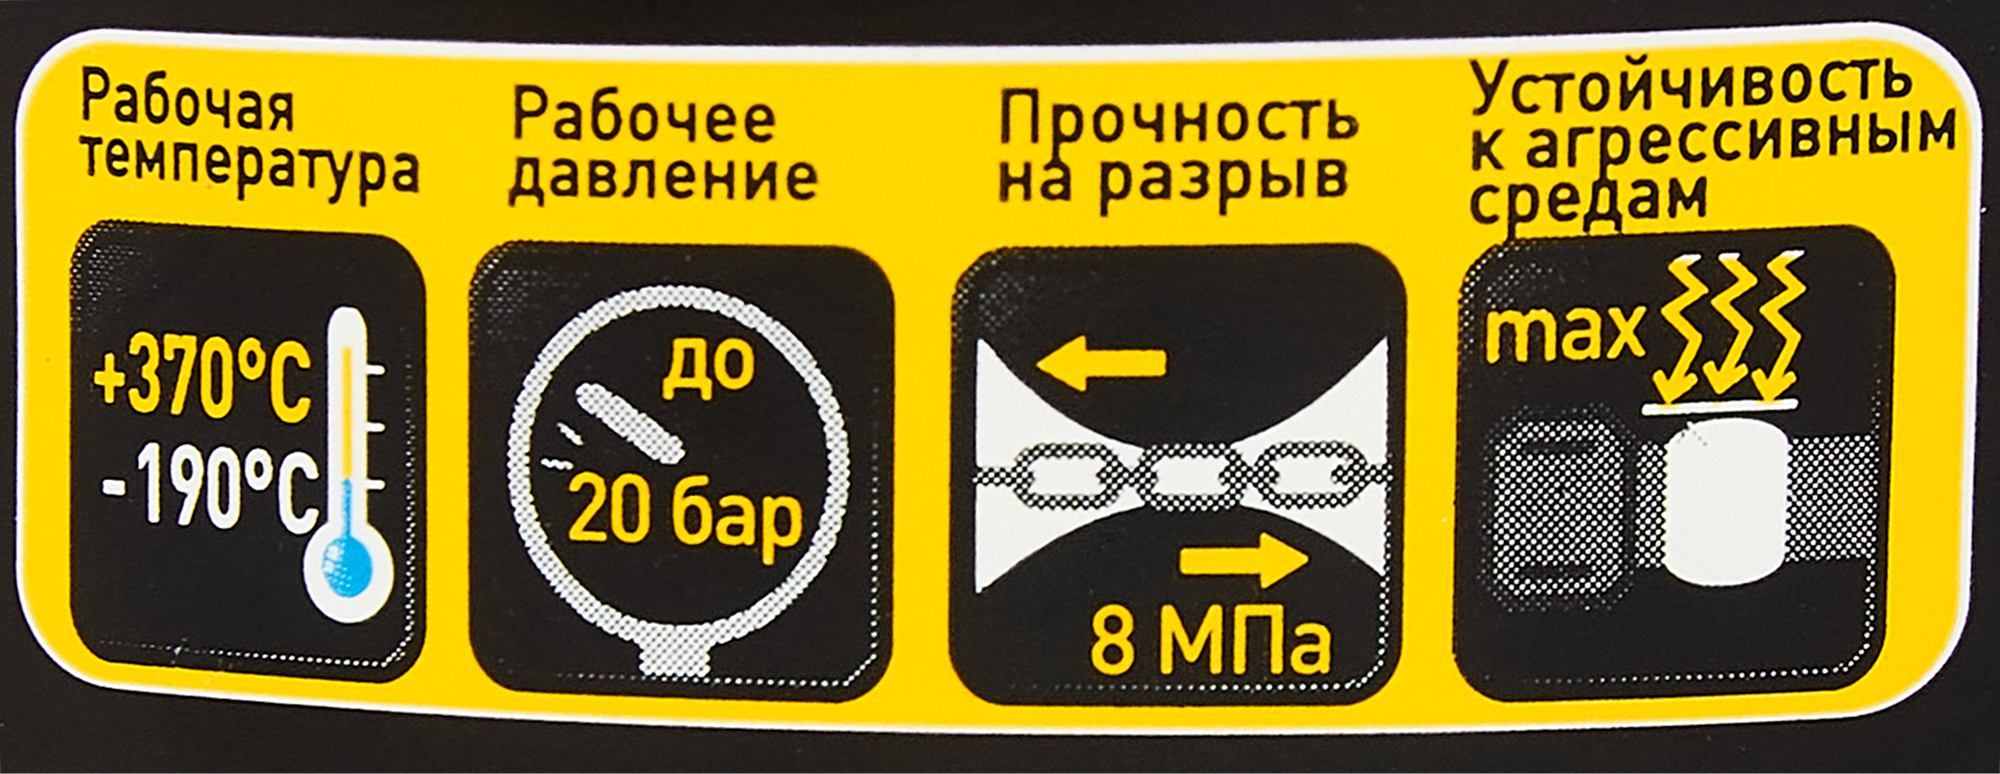 Рабочая
температура
+370°C
-190°C
Рабочее
давление
до
20 бар
Прочность
на разрыв
8 МПа
Устойчивость
к агрессивным
средам
max